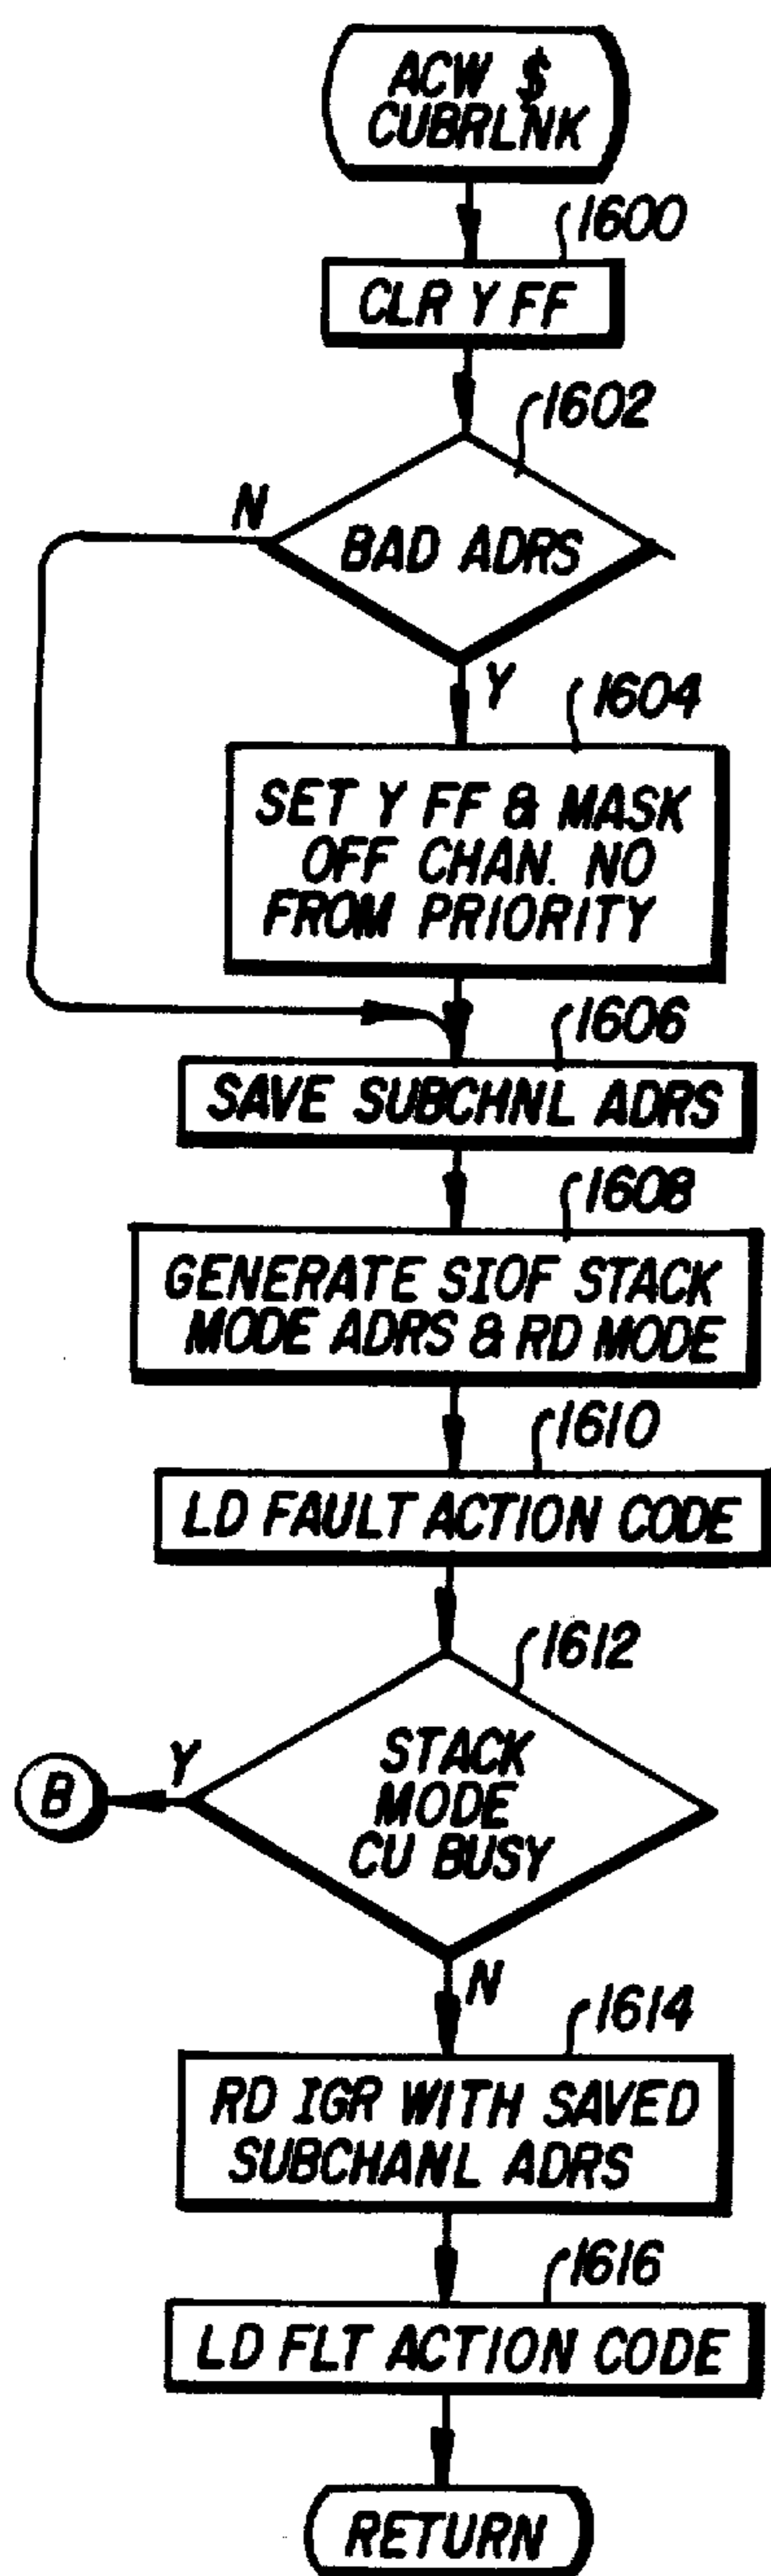 ACW $
CUBRLNK
1600
CLR Y FF
1602
N
BAD ADRS
Y
1604
SET Y FF & MASK
OFF CHAN. NO
FROM PRIORITY
1606
SAVE SUBCHNL ADRS
1608
GENERATE SIOF STACK
MODE ADRS & RD MODE
1610
LD FAULT ACTION CODE
1612
Y
B
STACK
MODE
CU BUSY
N
1614
RD IGR WITH SAVED
SUBCHANL ADRS
1616
LD FLT ACTION CODE
RETURN